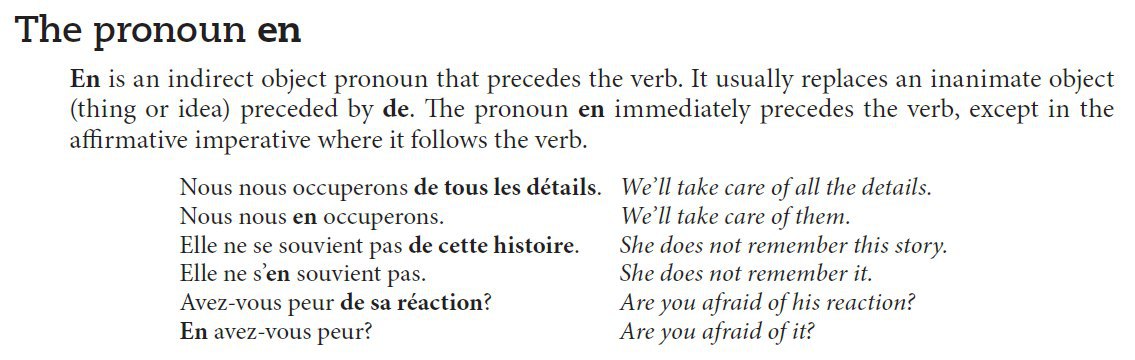 The pronoun en
En is an indirect object pronoun that precedes the verb. It usually replaces an inanimate object
(thing or idea) preceded by de. The pronoun en immediately precedes the verb, except in the
affirmative imperative where it follows the verb.
Nous nous occuperons de tous les détails. We’ll take care of all the details.
Nous nous en occuperons. We’ll take care of them.
Elle ne se souvient pas de cette histoire. She does not remember this story.
Elle ne s’en souvient pas. She does not remember it.
Avez-vous peur de sa réaction? Are you afraid of his reaction?
En avez-vous peur? Are you afraid of it?